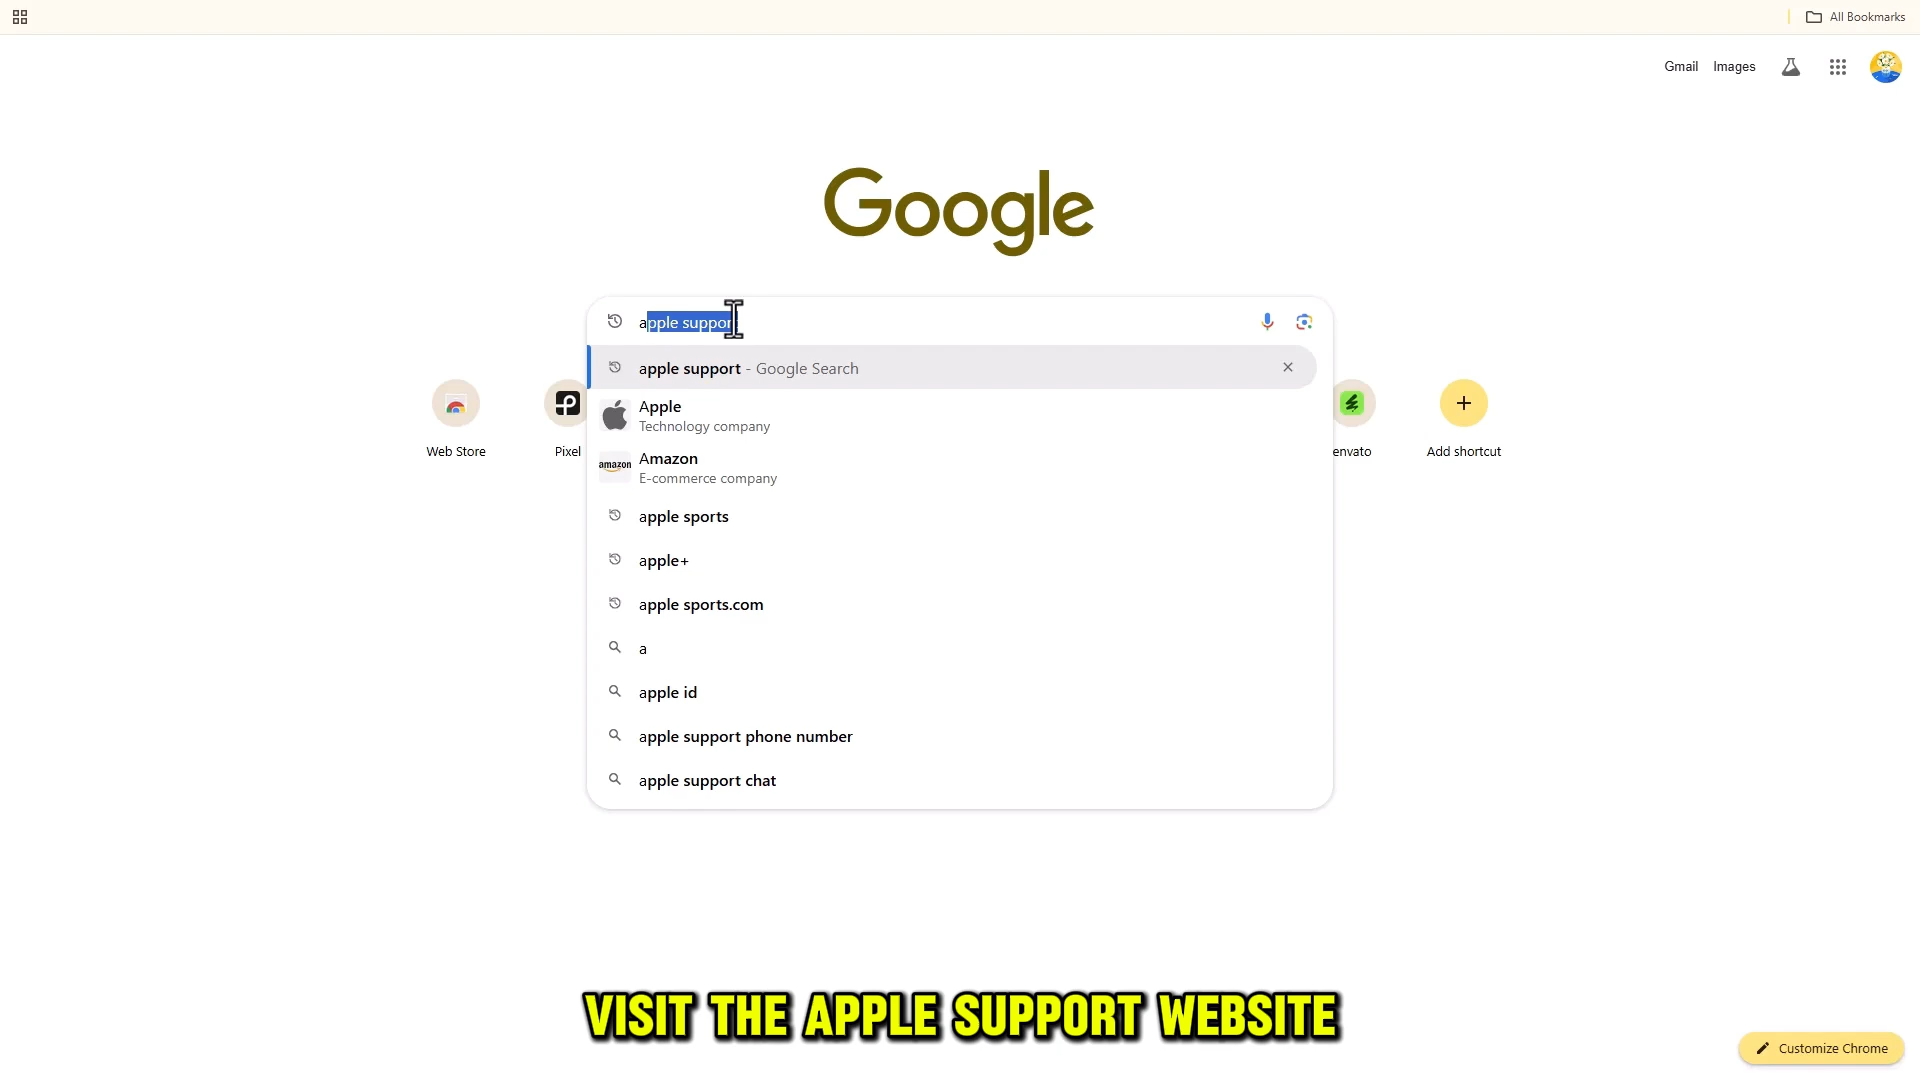 All Bookmarks
Gmail Images
Google
apple support
apple support - Google Search
Apple
Technology company
amazon
Amazon
E-commerce company
apple sports
apple+
apple sports.com
a
apple id
apple support phone number
apple support chat
Web Store
Pixel
envato
Add shortcut
VISIT THE APPLE SUPPORT WEBSITE
Customize Chrome